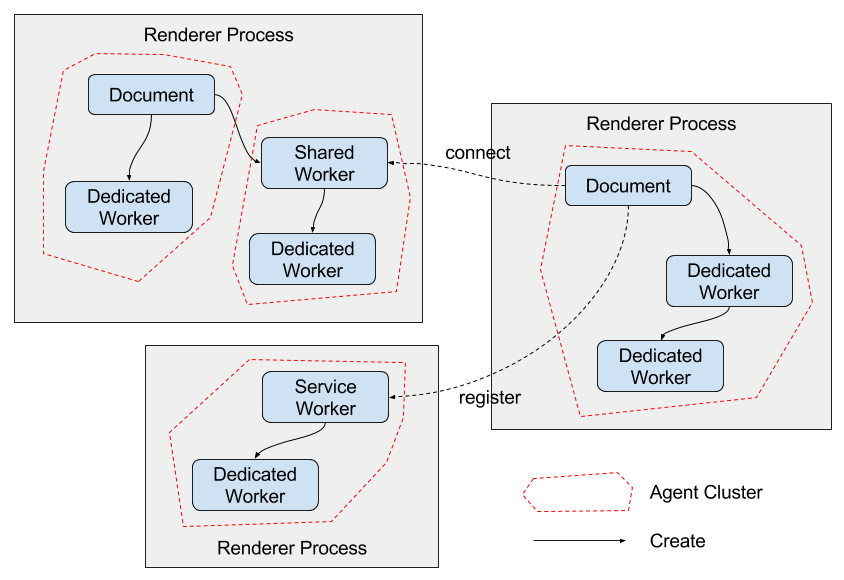 Renderer Process
Document
Dedicated
Worker
Shared
Worker
Dedicated
Worker
connect
Renderer Process
Document
Dedicated
Worker
Dedicated
Worker
register
Service
Worker
Dedicated
Worker
Renderer Process
Agent Cluster
Create